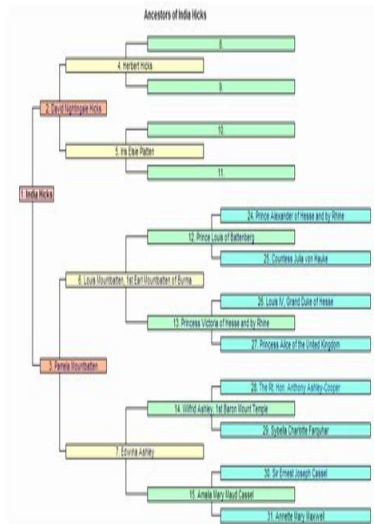 Ancestors of India Hicks
8.
4. Herbert Hicks
9.
2. David Nightingale Hicks
10.
5. Iris Elsie Patten
11.
1. India Hicks
24. Prince Alexander of Hesse and by Rhine
12. Prince Louis of Battenberg
25. Countess Julia von Hauke
6. Louis Mountbatten, 1st Earl Mountbatten of Burma
26. Louis IV, Grand Duke of Hesse
13. Princess Victoria of Hesse and by Rhine
27. Princess Alice of the United Kingdom
3. Pamela Mountbatten
28. The Rt. Hon. Anthony Ashley-Cooper
14. Wilfrid Ashley, 1st Baron Mount Temple
29. Sybella Charlotte Farquhar
7. Edwina Ashley
30. Sir Ernest Joseph Cassel
15. Amalia Mary Maud Cassel
31. Annette Mary Maxwell